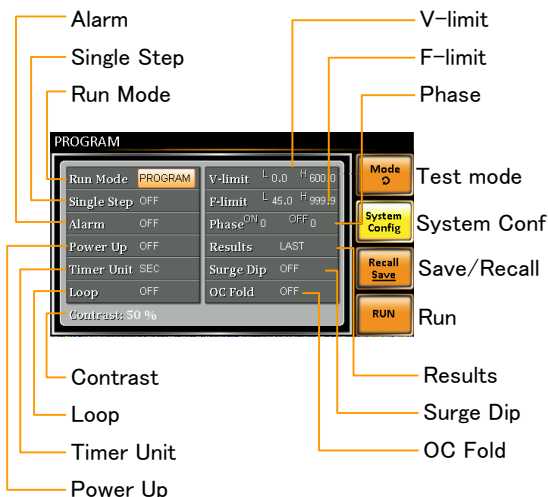 Alarm
V-limit
Single Step
F-limit
Run Mode
Phase
PROGRAM
Run Mode PROGRAM
V-limit L 0.0 H 600.0
Mode
Test mode
Single Step OFF
F-limit L 45.0 H 999.9
Alarm OFF
Phase ON 0 OFF 0
System
Config
System Conf
Power Up OFF
Results LAST
Timer Unit SEC
Surge Dip OFF
Recall
Save
Save/Recall
Loop OFF
OC Fold OFF
Contrast: 50 %
RUN
Run
Contrast
Results
Loop
Surge Dip
Timer Unit
OC Fold
Power Up